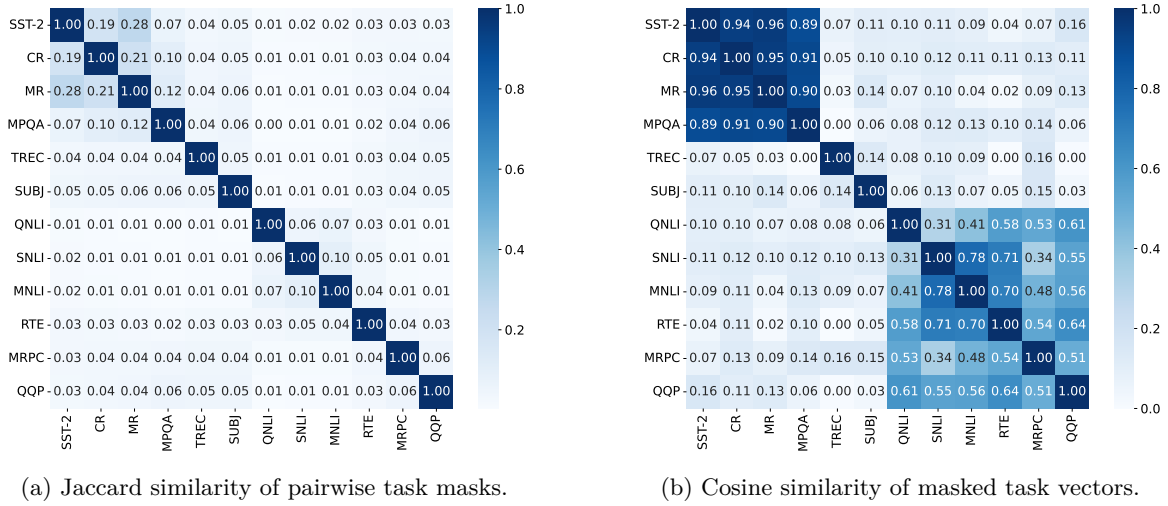 SST-2 1.00 0.19 0.28 0.07 0.04 0.05 0.01 0.02 0.01 0.03 0.03 0.03
CR 0.19 1.00 0.21 0.10 0.04 0.05 0.01 0.01 0.01 0.03 0.04 0.04
MR 0.28 0.21 1.00 0.12 0.04 0.06 0.01 0.01 0.01 0.03 0.04 0.04
MPQA 0.07 0.10 0.12 1.00 0.04 0.06 0.00 0.01 0.01 0.02 0.04 0.06
TREC 0.04 0.04 0.04 0.04 1.00 0.05 0.01 0.01 0.01 0.03 0.04 0.05
SUBJ 0.05 0.05 0.06 0.06 0.05 1.00 0.01 0.01 0.01 0.03 0.04 0.05
QNLI 0.01 0.01 0.01 0.00 0.01 0.01 1.00 0.06 0.07 0.03 0.01 0.01
SNLI 0.02 0.01 0.01 0.01 0.01 0.01 0.06 1.00 0.10 0.05 0.01 0.01
MNLI 0.01 0.01 0.01 0.01 0.01 0.01 0.07 0.10 1.00 0.04 0.01 0.01
RTE 0.03 0.03 0.03 0.02 0.03 0.03 0.03 0.05 0.04 1.00 0.04 0.03
MRPC 0.03 0.04 0.04 0.04 0.04 0.04 0.01 0.01 0.01 0.04 1.00 0.06
QQP 0.03 0.04 0.04 0.06 0.05 0.05 0.01 0.01 0.01 0.03 0.06 1.00
SST-2 CR MR MPQA TREC SUBJ QNLI SNLI MNLI RTE MRPC QQP
1.0
0.8
0.6
0.4
0.2
(a) Jaccard similarity of pairwise task masks.
SST-2 1.00 0.94 0.96 0.89 0.07 0.11 0.10 0.11 0.09 0.04 0.07 0.16
CR 0.94 1.00 0.95 0.91 0.05 0.10 0.10 0.12 0.11 0.11 0.13 0.11
MR 0.96 0.95 1.00 0.90 0.03 0.14 0.07 0.10 0.04 0.02 0.09 0.13
MPQA 0.89 0.91 0.90 1.00 0.00 0.06 0.08 0.12 0.13 0.10 0.14 0.06
TREC 0.07 0.05 0.03 0.00 1.00 0.14 0.08 0.10 0.09 0.00 0.16 0.00
SUBJ 0.11 0.10 0.14 0.06 0.14 1.00 0.06 0.13 0.07 0.05 0.15 0.03
QNLI 0.10 0.10 0.07 0.08 0.08 0.06 1.00 0.31 0.41 0.58 0.53 0.61
SNLI 0.11 0.12 0.10 0.12 0.10 0.13 0.31 1.00 0.78 0.71 0.34 0.55
MNLI 0.09 0.11 0.04 0.13 0.09 0.07 0.41 0.78 1.00 0.70 0.48 0.56
RTE 0.04 0.11 0.02 0.10 0.00 0.05 0.58 0.71 0.70 1.00 0.54 0.64
MRPC 0.07 0.13 0.09 0.14 0.16 0.15 0.53 0.34 0.48 0.54 1.00 0.51
QQP 0.16 0.11 0.13 0.06 0.00 0.03 0.61 0.55 0.56 0.64 0.51 1.00
SST-2 CR MR MPQA TREC SUBJ QNLI SNLI MNLI RTE MRPC QQP
1.0
0.8
0.6
0.4
0.2
0.0
(b) Cosine similarity of masked task vectors.